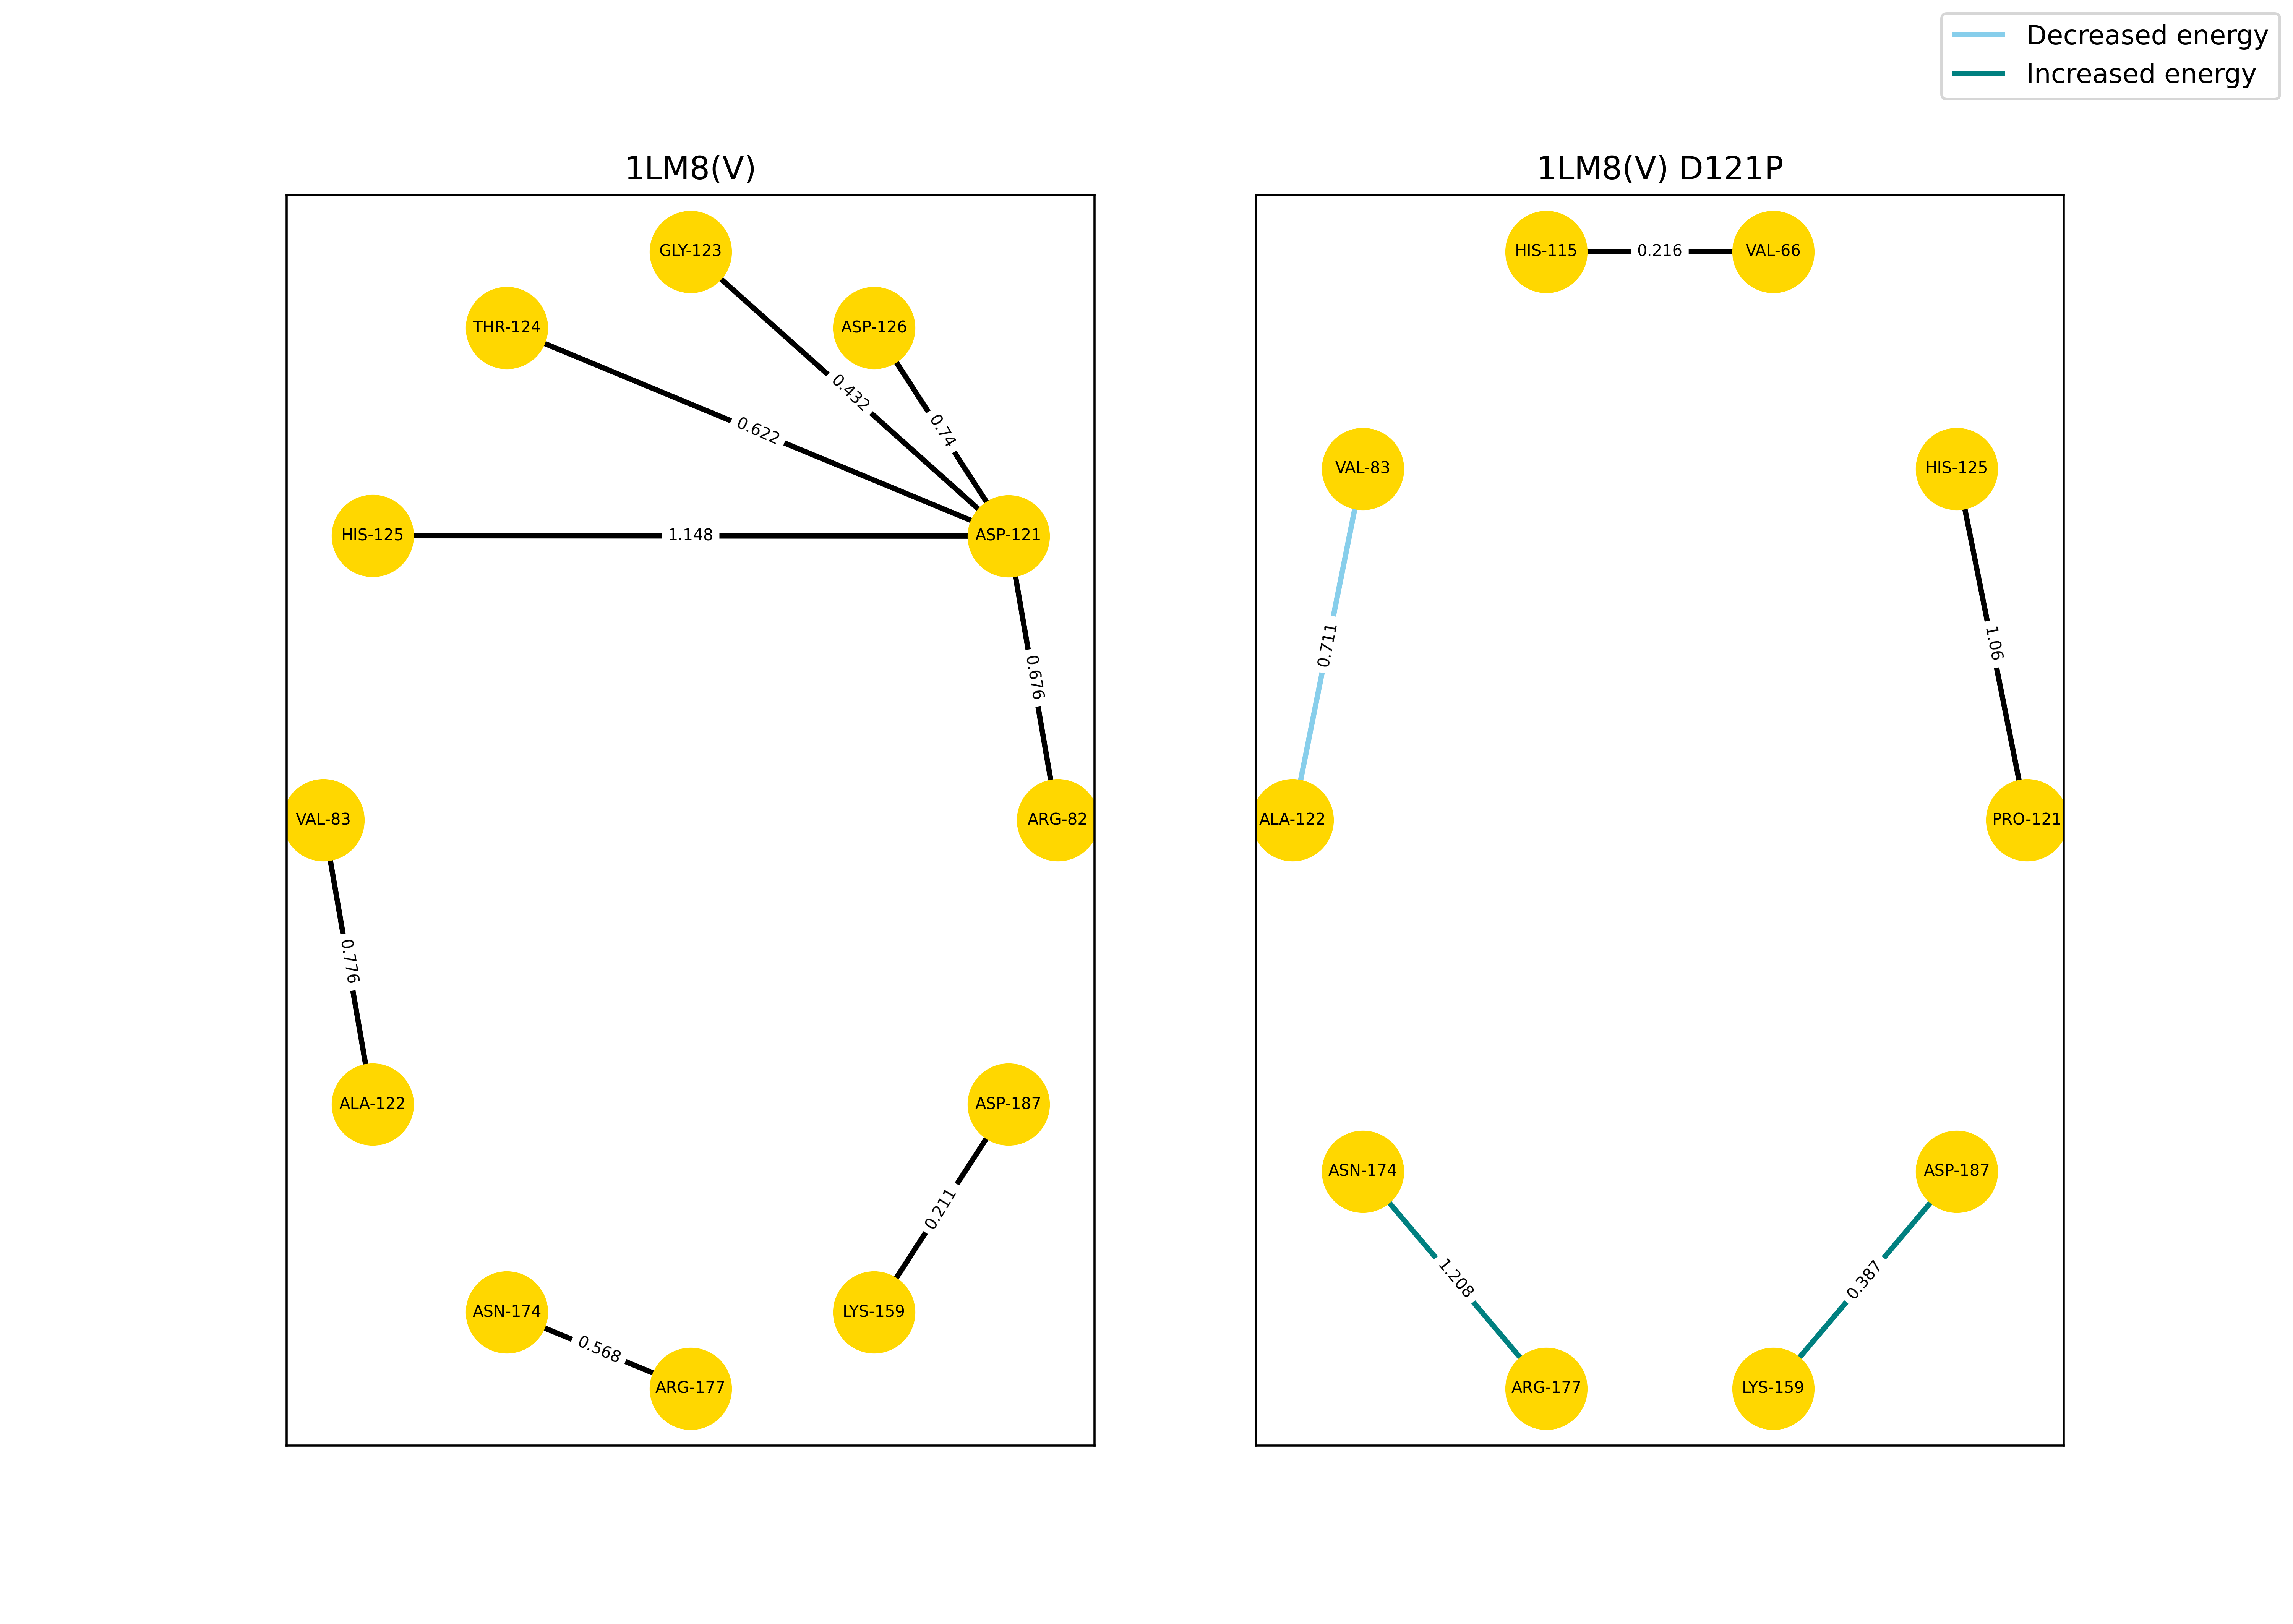 Decreased energy
Increased energy
1LM8(V)
GLY-123
THR-124
ASP-126
0.432
0.74
0.622
HIS-125
1.148
ASP-121
0.676
VAL-83
ARG-82
0.776
ALA-122
ASP-187
0.211
ASN-174
LYS-159
0.568
ARG-177
1LM8(V) D121P
HIS-115
0.216
VAL-66
VAL-83
HIS-125
0.711
1.06
ALA-122
PRO-121
ASN-174
ASP-187
1.208
0.387
ARG-177
LYS-159